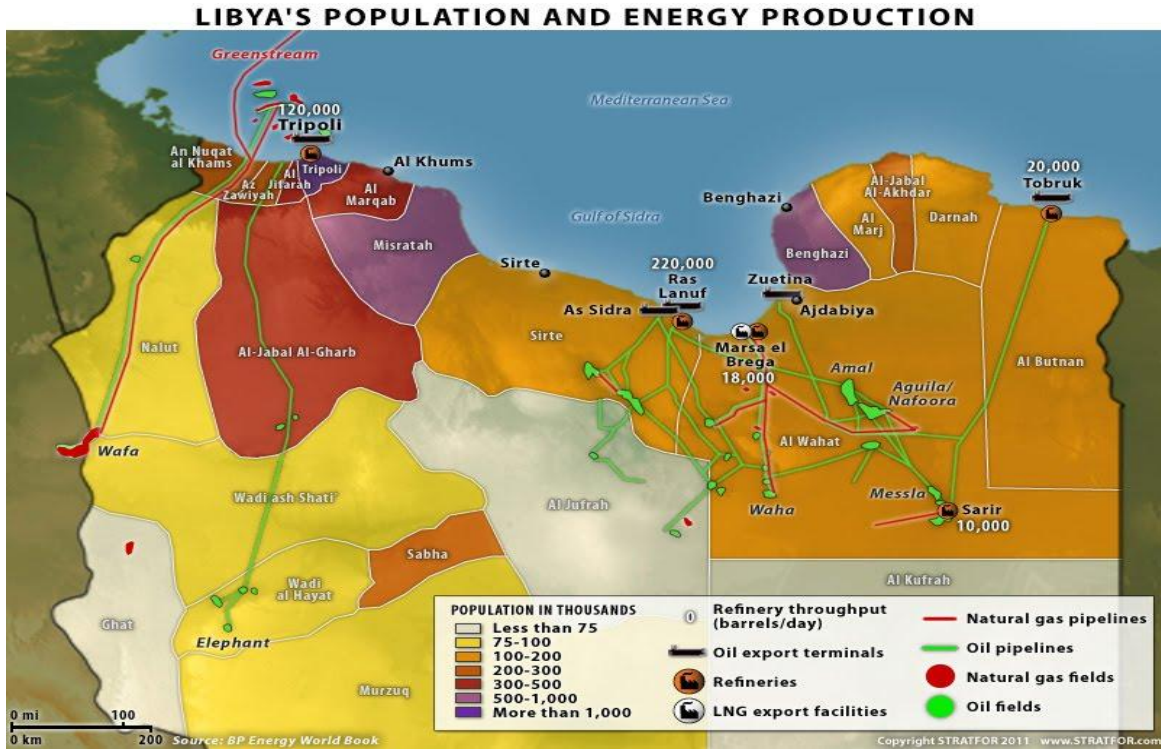 LIBYA'S POPULATION AND ENERGY PRODUCTION
Greenstream
Mediterranean Sea
120,000
Tripoli
An Nuqat
al Khams
Az
Zawiyah
Al
Jifarah
Tripoli
Al Khums
Al
Marqab
Misratah
Gulf of Sidra
Benghazi
Benghazi
Al
Marj
Al-Jabal
Al-Akhdar
Darnah
20,000
Tobruk
Sirte
220,000
Ras
Lanuf
As Sidra
Zuetina
Ajdabiya
Nalut
Al-Jabal Al-Gharb
Sirte
Marsa el
Brega
18,000
Amal
Aguila/
Nafoora
Al Butnan
Wafa
Al Wahat
Wadi ash Shati'
Al Jufrah
Waha
Messla
Sarir
10,000
Sabha
Wadi
al Hayat
Al Kufrah
Ghat
Elephant
Murzuq
POPULATION IN THOUSANDS
Less than 75
75-100
100-200
200-300
300-500
500-1,000
More than 1,000
0
Refinery throughput
(barrels/day)
Oil export terminals
Refineries
LNG export facilities
Natural gas pipelines
Oil pipelines
Natural gas fields
Oil fields
0 mi 100
0 km 200
Source: BP Energy World Book
Copyright STRATFOR 2011 www.STRATFOR.com